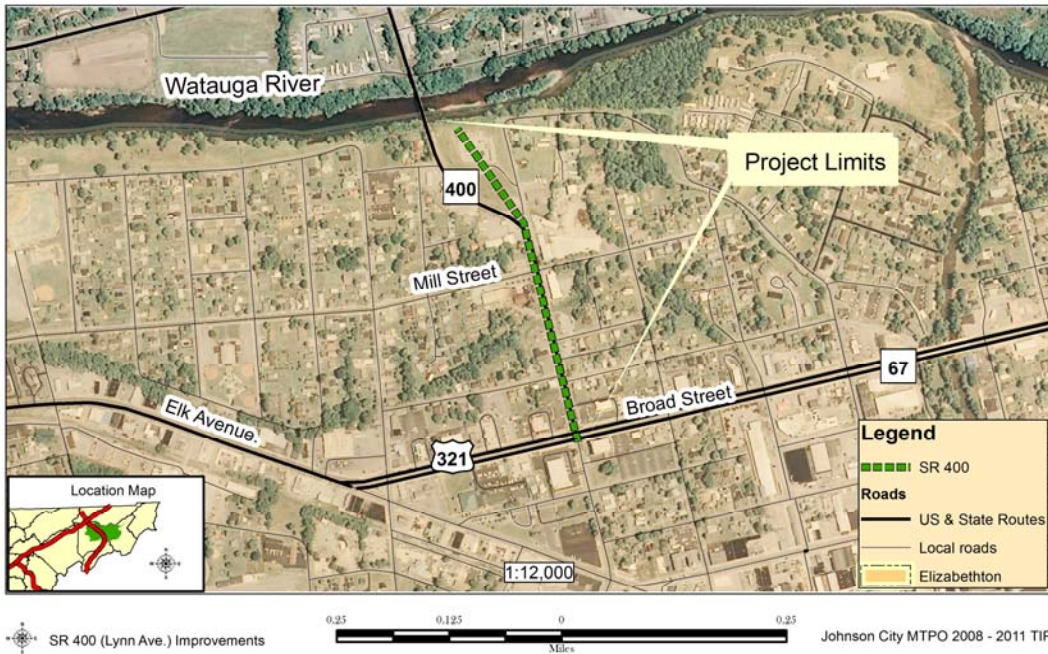 Watauga River
Project Limits
400
Mill Street
67
Broad Street
Elk Avenue.
321
Legend
SR 400
Roads
US & State Routes
Local roads
Elizabethton
Location Map
1:12,000
SR 400 (Lynn Ave.) Improvements
0.25 0.125 0 0.25
Miles
Johnson City MTPO 2008 - 2011 TIP